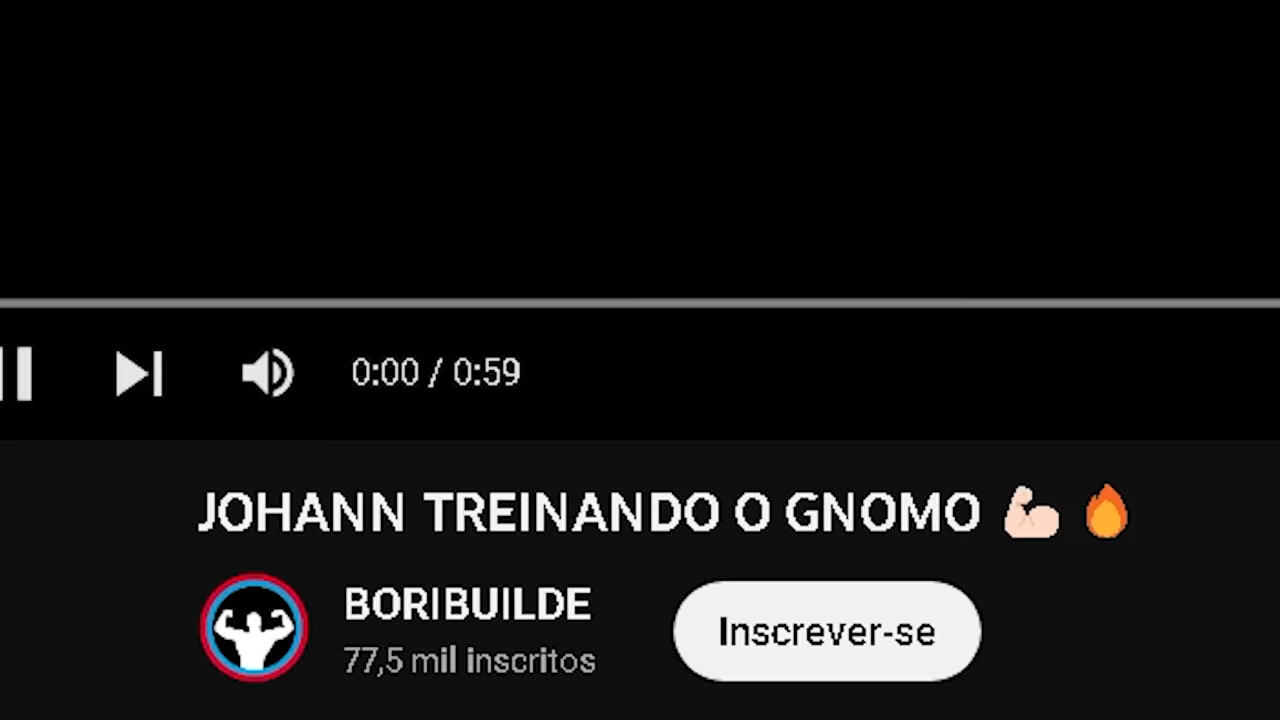 0:00 / 0:59
JOHANN TREINANDO O GNOMO 💪🏻 🔥
BORIBUILDE
77,5 mil inscritos
Inscrever-se